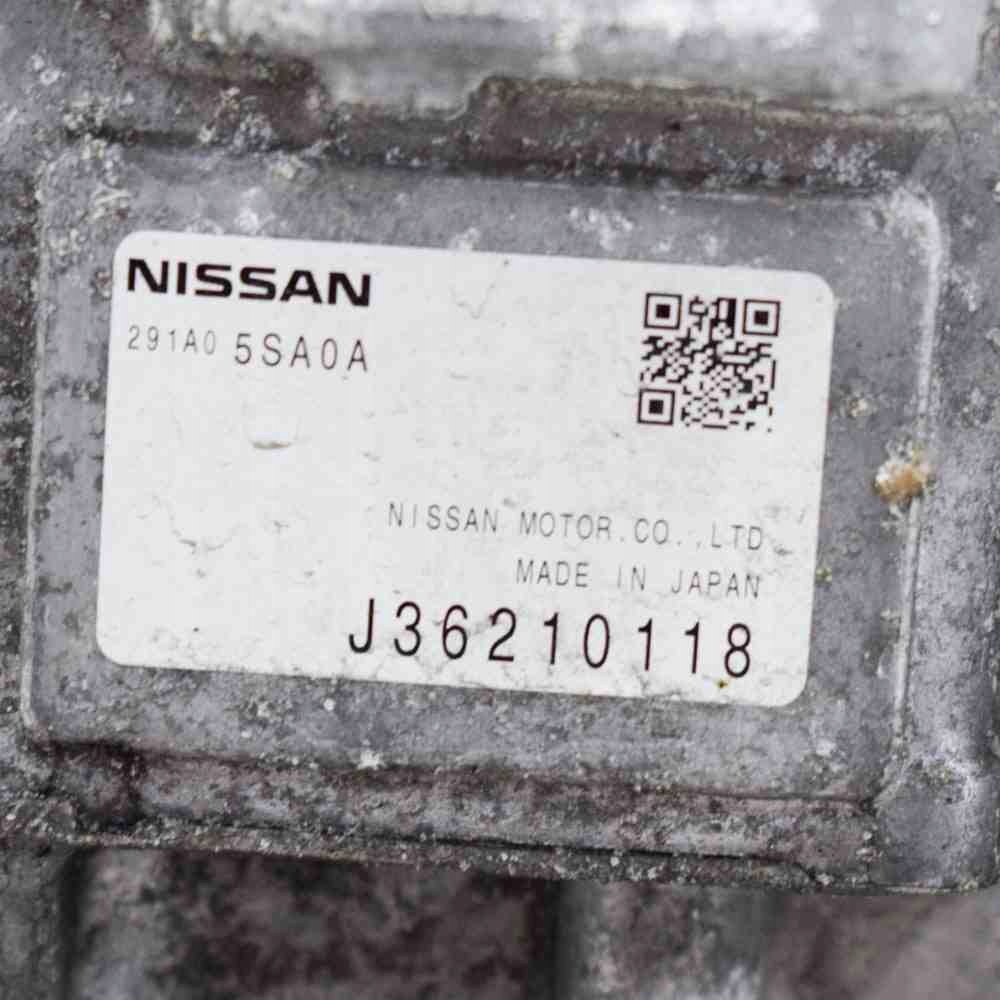 NISSAN
291A0 5SA0A
NISSAN MOTOR.CO.,LTD
MADE IN JAPAN
J36210118